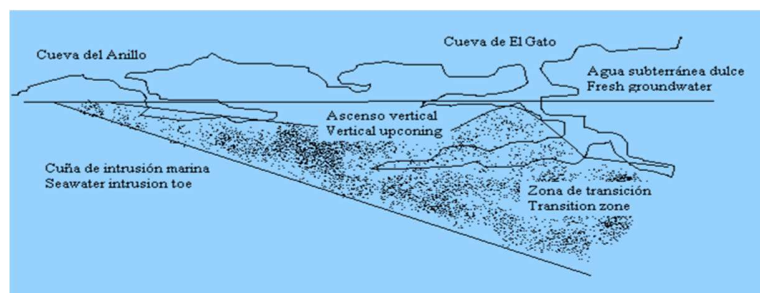 Cueva del Anillo
Cueva de El Gato
Agua subterránea dulce
Fresh groundwater
Ascenso vertical
Vertical upconing
Cuña de intrusión marina
Seawater intrusion toe
Zona de transición
Transition zone